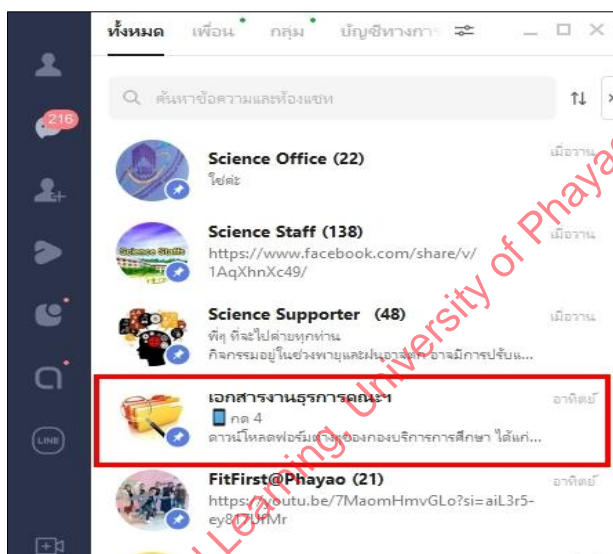 ทั้งหมด เพื่อน กลุ่ม บัญชีทางการ
ค้นหาข้อความและห้องแชท
216
Science Office (22) เมื่อวาน
ใช่ค่ะ
Science Staff (138) เมื่อวาน
https://www.facebook.com/share/v/
1AqXhnXc49/
Science Staffs
Science Supporter (48) เมื่อวาน
พี่ๆ ที่จะไปค่ายทุกท่าน
กิจกรรมอยู่ในช่วงพายุและฝนอาจตก อาจมีการปรับแ...
เอกสารงานธุรการคณะฯ อาทิตย์
กด 4
ดาวน์โหลดฟอร์มต่างๆของกองบริการการศึกษา ได้แก่...
LINE
FitFirst@Phayao (21) อาทิตย์
https://youtu.be/7MaomHmvGLo?si=aiL3r5-
ey817UfMr
Learning, University of Phayao